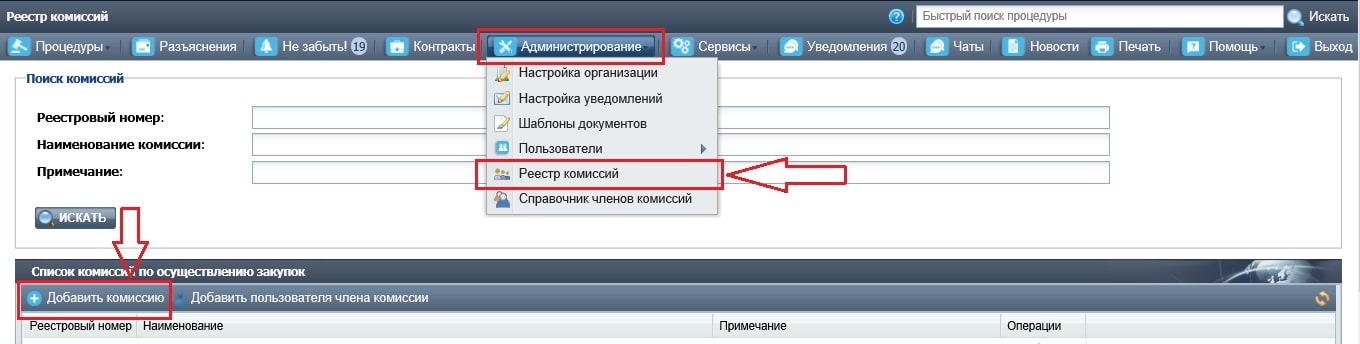 Реестр комиссий
Быстрый поиск процедуры Искать
Процедуры Разъяснения Не забыть! 19 Контракты Администрирование Сервисы Уведомления 20 Чаты Новости Печать Помощь Выход
Поиск комиссий
Настройка организации
Настройка уведомлений
Шаблоны документов
Пользователи
Реестр комиссий
Справочник членов комиссий
Реестровый номер:
Наименование комиссии:
Примечание:
ИСКАТЬ
Список комиссий по осуществлению закупок
Добавить комиссию Добавить пользователя члена комиссии
Реестровый номер Наименование Примечание Операции